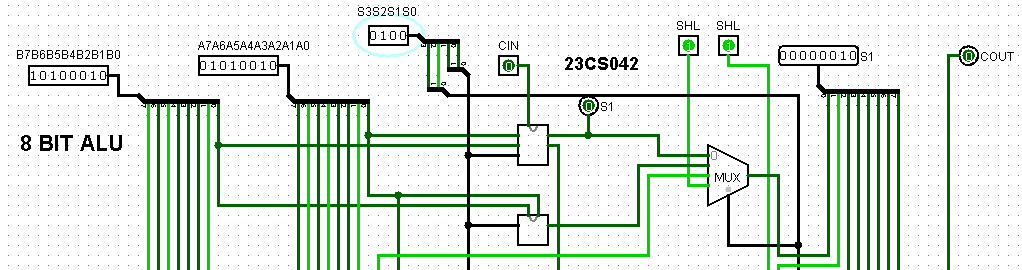 S3S2S1S0
0100
SHL SHL
B7B6B5B4B2B1B0
A7A6A5A4A3A2A1A0
CIN
23CS042
10100010
01010010
0
1
1
00000010 S1
0 COUT
0 S1
8 BIT ALU
0
MUX